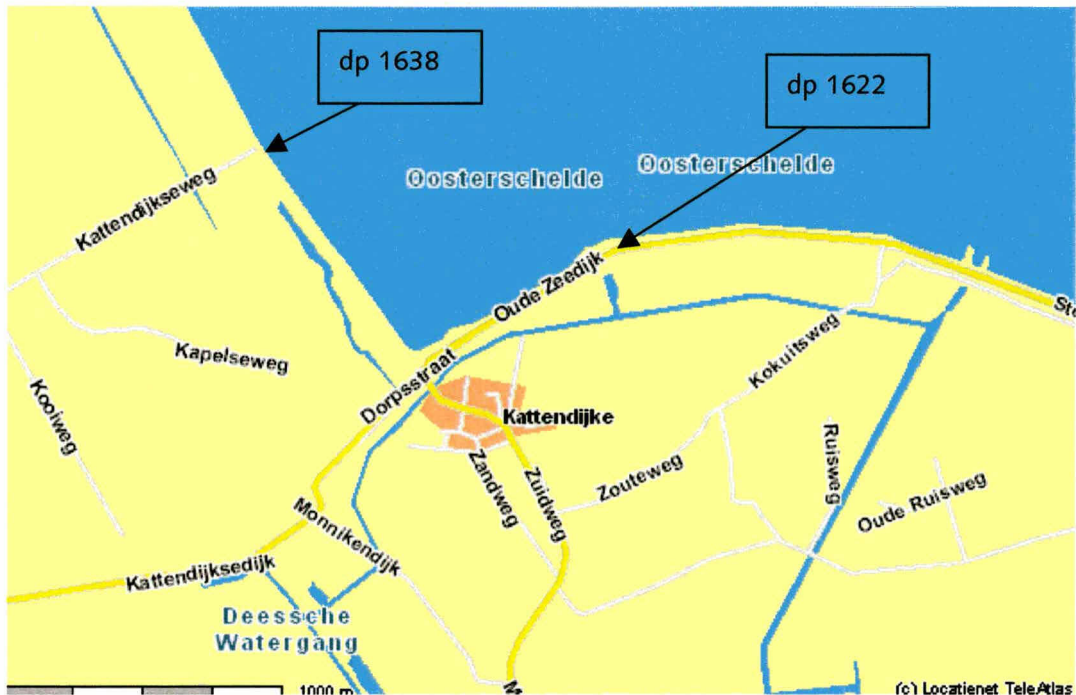 dp 1638
dp 1622
Oosterschelde
Oosterschelde
Kattendijkseweg
Oude Zeedijk
Kapelseweg
Kooiweg
Dorpsstraat
Kattendijke
Kokuitsweg
Zandweg
Zuidweg
Zouteweg
Ruisweg
Oude Ruisweg
Monnikendijk
Kattendijksedijk
Deessche
Watergang
1000 m
(c) Locatienet TeleAtlas